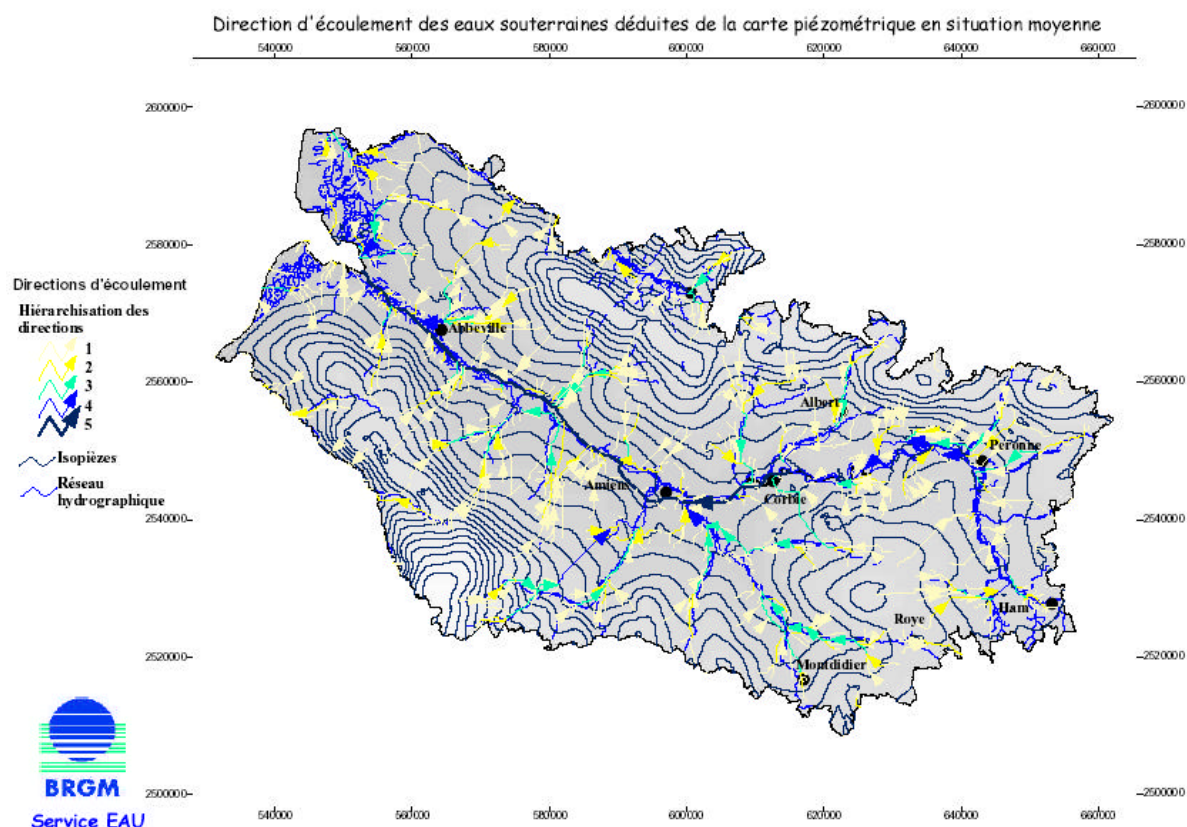 Direction d'écoulement des eaux souterraines déduites de la carte piézométrique en situation moyenne
540000 560000 580000 600000 620000 640000 660000
2600000 2600000
2580000 2580000
Directions d'écoulement
Hiérarchisation des
directions
1
2
3
4
5
Isopièzes
Réseau
hydrographique
Abbeville
2560000 2560000
Albert
Peronne
Amiens
Corbie
2540000 2540000
Ham
Roye
2520000 2520000
Montdidier
BRGM
Service EAU
2500000 2500000
540000 560000 580000 600000 620000 640000 660000